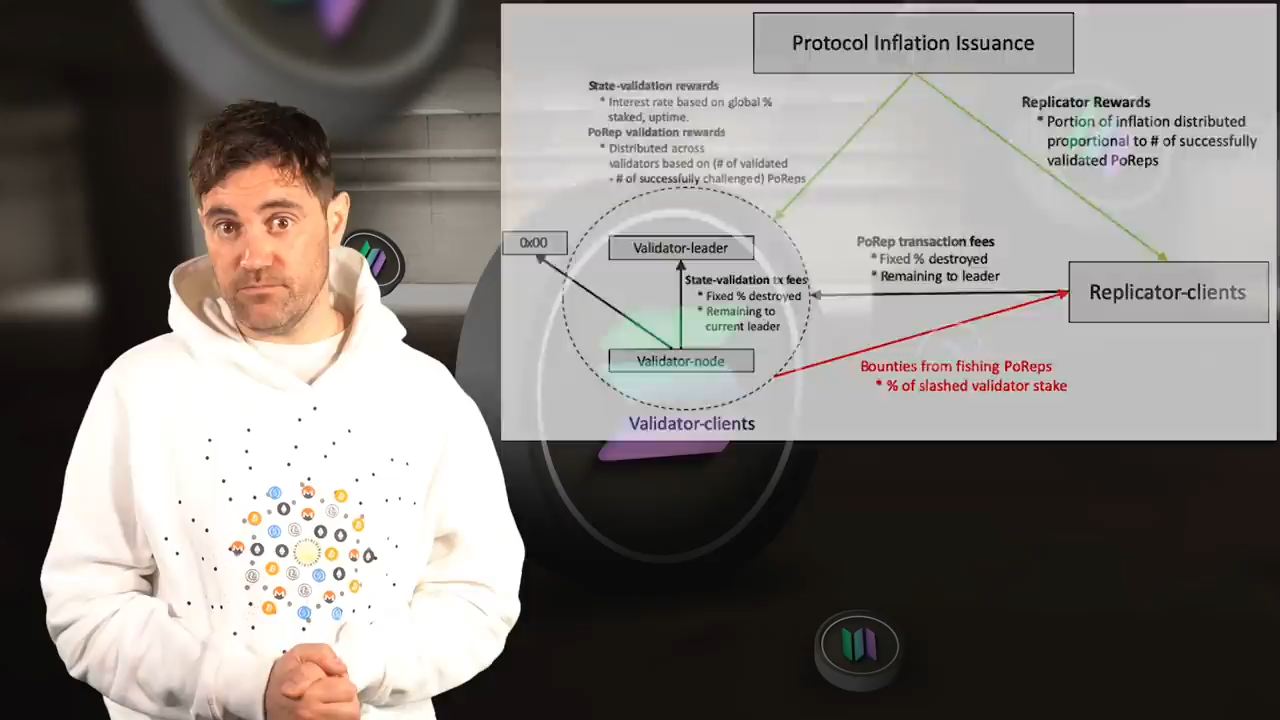 Protocol Inflation Issuance
State-validation rewards
* Interest rate based on global %
staked, uptime.
PoRep validation rewards
* Distributed across
validators based on (# of validated
- # of successfully challenged) PoReps
Replicator Rewards
* Portion of inflation distributed
proportional to # of successfully
validated PoReps
0x00
Validator-leader
State-validation tx fees
* Fixed % destroyed
* Remaining to
current leader
Validator-node
Validator-clients
PoRep transaction fees
* Fixed % destroyed
* Remaining to leader
Replicator-clients
Bounties from fishing PoReps
* % of slashed validator stake